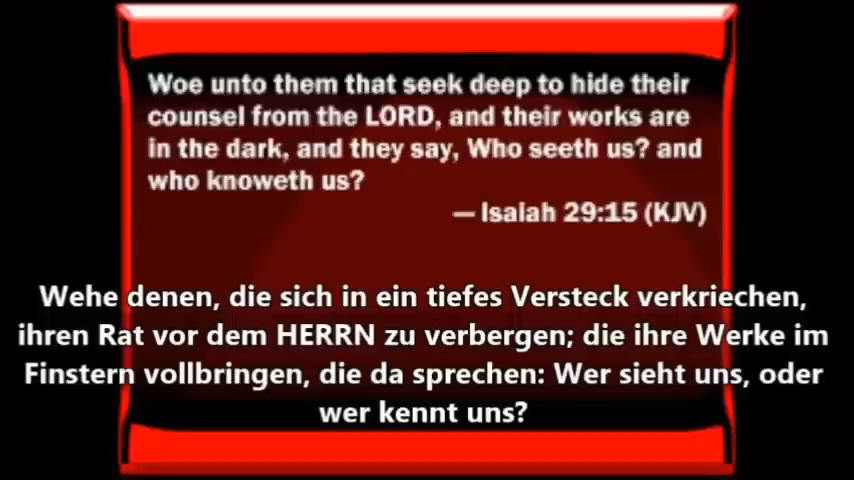 Woe unto them that seek deep to hide their
counsel from the LORD, and their works are
in the dark, and they say, Who seeth us? and
who knoweth us?
— Isaiah 29:15 (KJV)
Wehe denen, die sich in ein tiefes Versteck verkriechen,
ihren Rat vor dem HERRN zu verbergen; die ihre Werke im
Finstern vollbringen, die da sprechen: Wer sieht uns, oder
wer kennt uns?